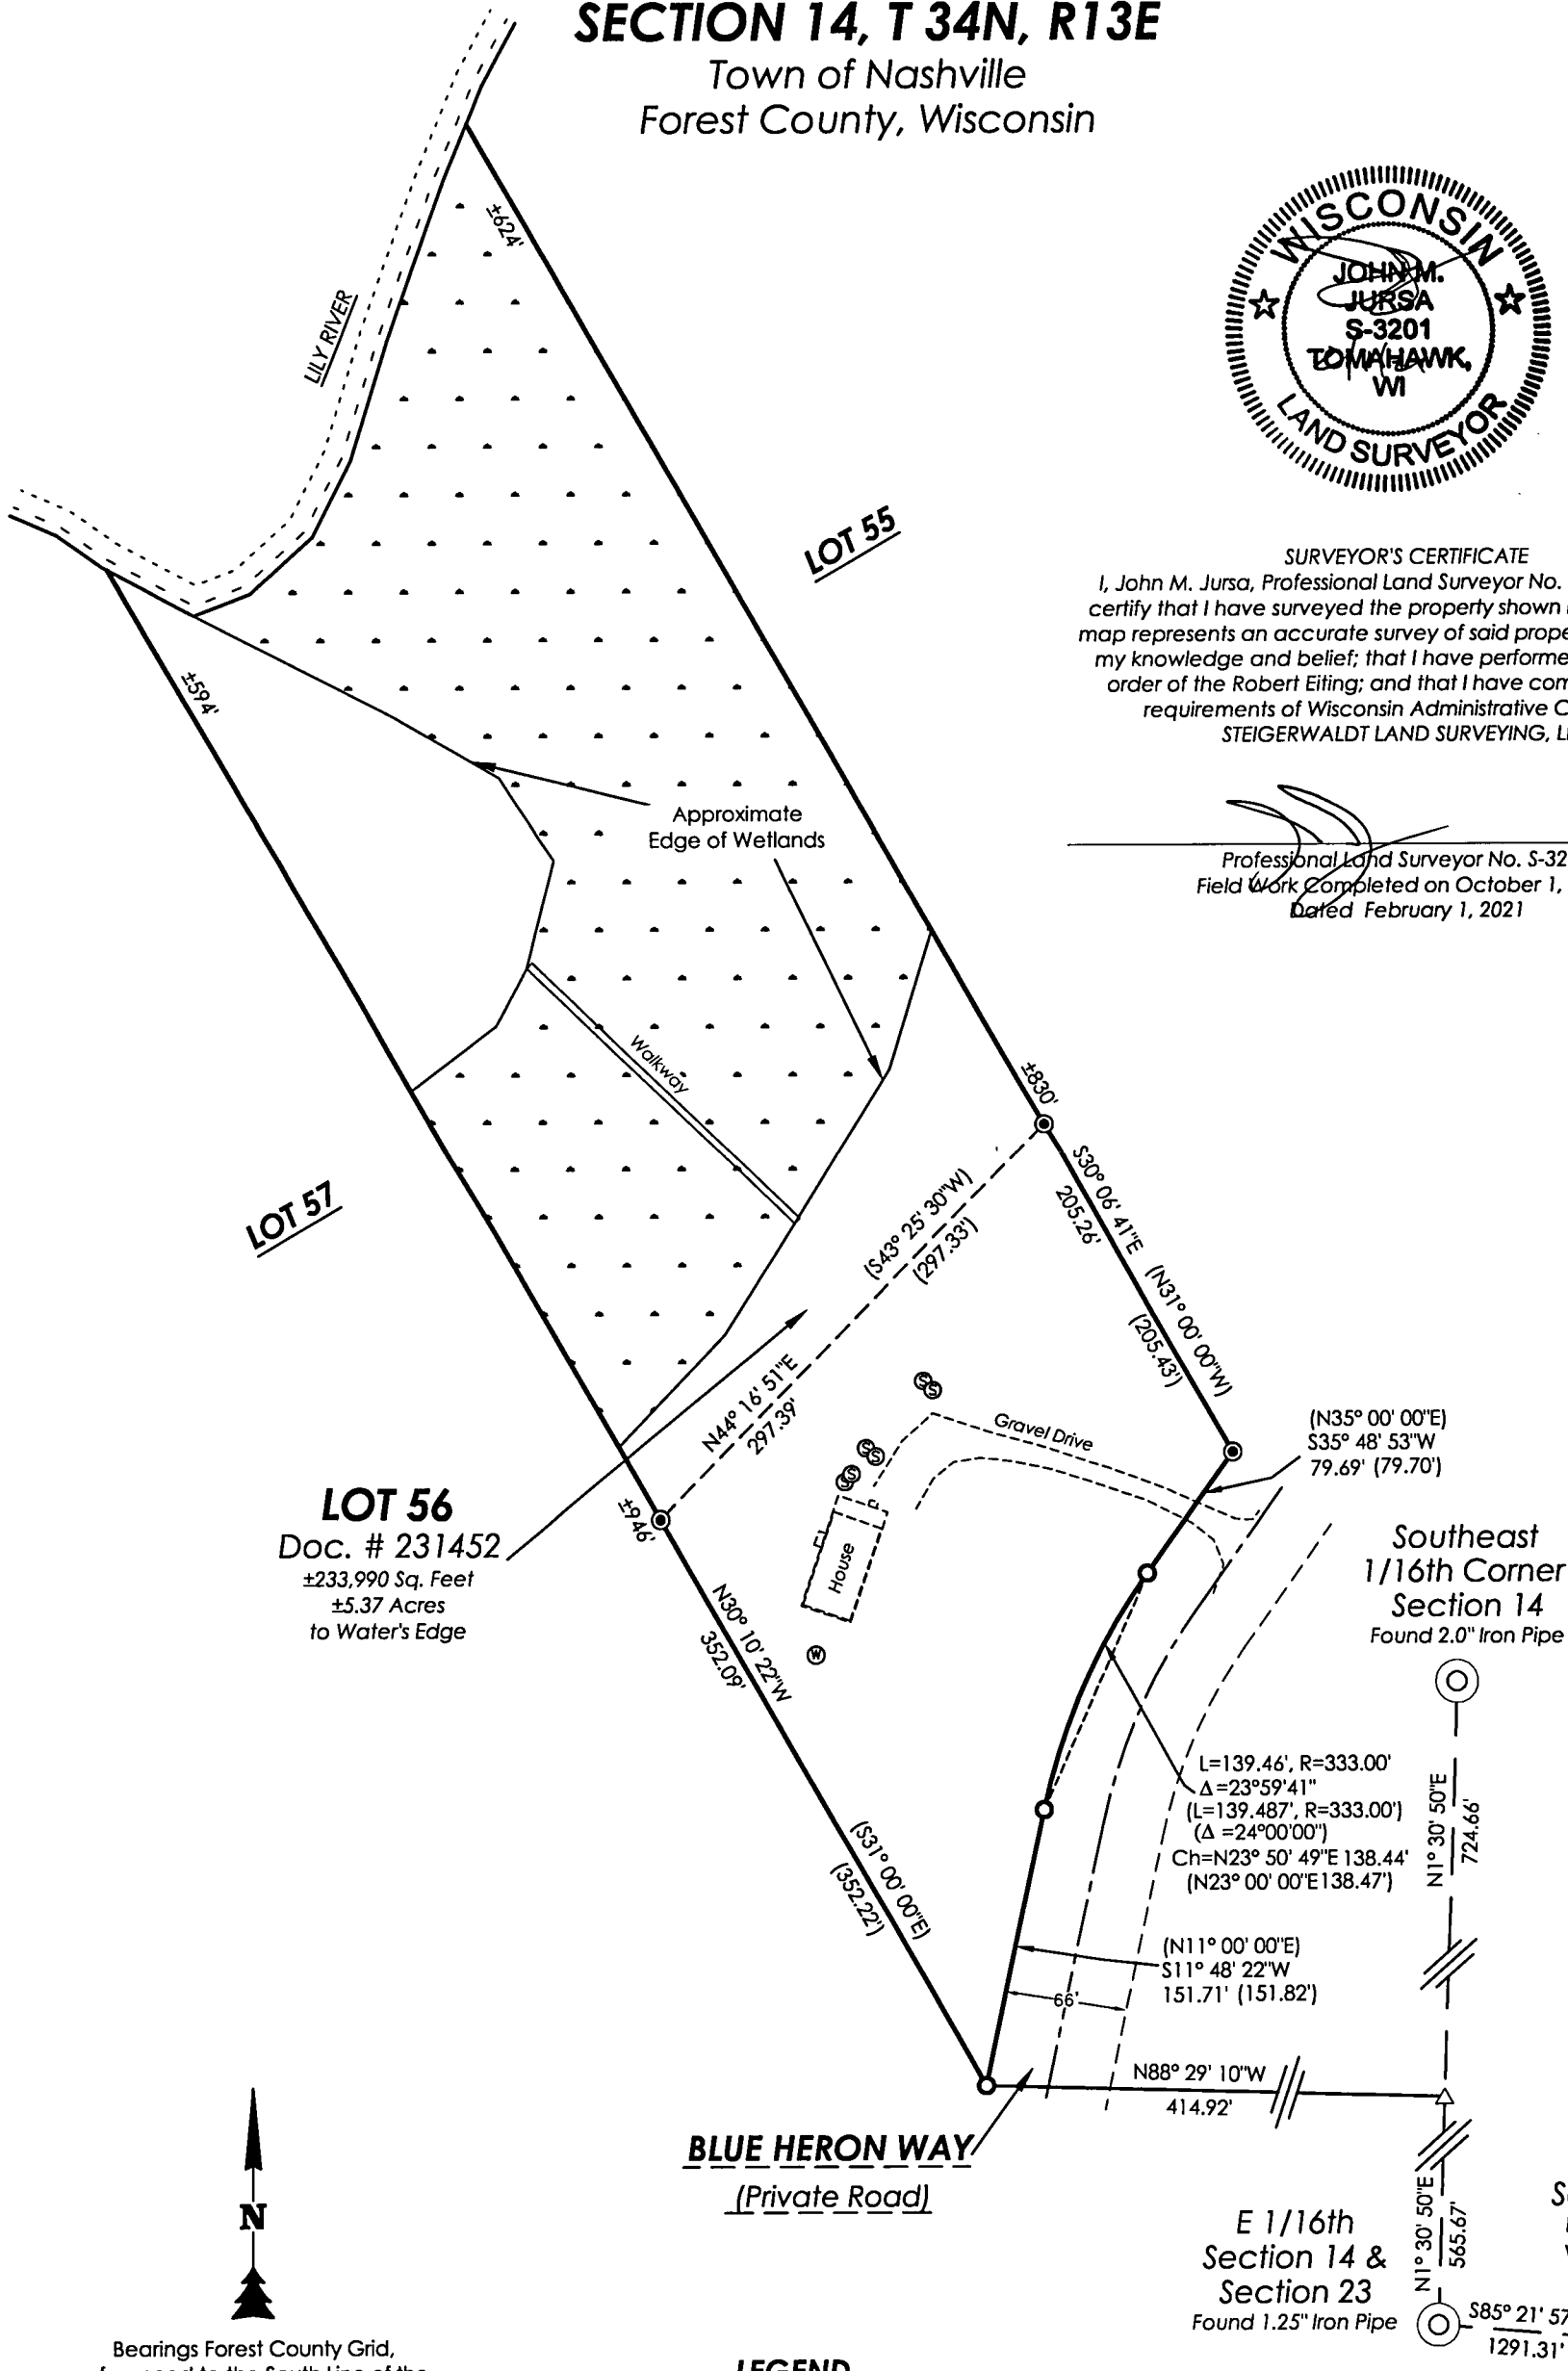 SECTION 14, T 34N, R13E
Town of Nashville
Forest County, Wisconsin
WISCONSIN
JOHN M.
JURSA
S-3201
TOMAHAWK,
WI
LAND SURVEYOR
±624'
LILY RIVER
LOT 55
SURVEYOR'S CERTIFICATE
I, John M. Jursa, Professional Land Surveyor No.
certify that I have surveyed the property shown
map represents an accurate survey of said
my knowledge and belief; that I have
order of the Robert Eiting; and that I have
requirements of Wisconsin Administrative
STEIGERWALDT LAND SURVEYING,
±594'
Approximate
Edge of Wetlands
Professional Land Surveyor No. S-32
Field Work Completed on October 1,
Dated February 1, 2021
Walkway
±830'
LOT 57
(S43° 25' 30"W)
(297.33')
S30° 06' 41"E
205.26'
(N31° 00' 00"W)
(205.43')
N44° 16' 51"E
297.39'
S S
Gravel Drive
(N35° 00' 00"E)
S35° 48' 53"W
79.69' (79.70')
S S
S S
LOT 56
Doc. # 231452
±233,990 Sq. Feet
±5.37 Acres
to Water's Edge
±946'
House
W
N30° 10' 22"W
352.09'
Southeast
1/16th Corner
Section 14
Found 2.0" Iron Pipe
L=139.46', R=333.00'
Δ=23°59'41"
(L=139.487', R=333.00')
(Δ =24°00'00")
Ch=N23° 50' 49"E 138.44'
(N23° 00' 00"E 138.47')
N1° 30' 50"E
724.66'
(S31° 00' 00"E)
(352.22')
(N11° 00' 00"E)
S11° 48' 22"W
151.71' (151.82')
66'
N88° 29' 10"W
414.92'
BLUE HERON WAY
(Private Road)
N
E 1/16th
Section 14 &
Section 23
Found 1.25" Iron Pipe
N1° 30' 50"E
565.67'
S85° 21' 57
1291.31'
Bearings Forest County Grid,
to the South Line of the
LEGEND